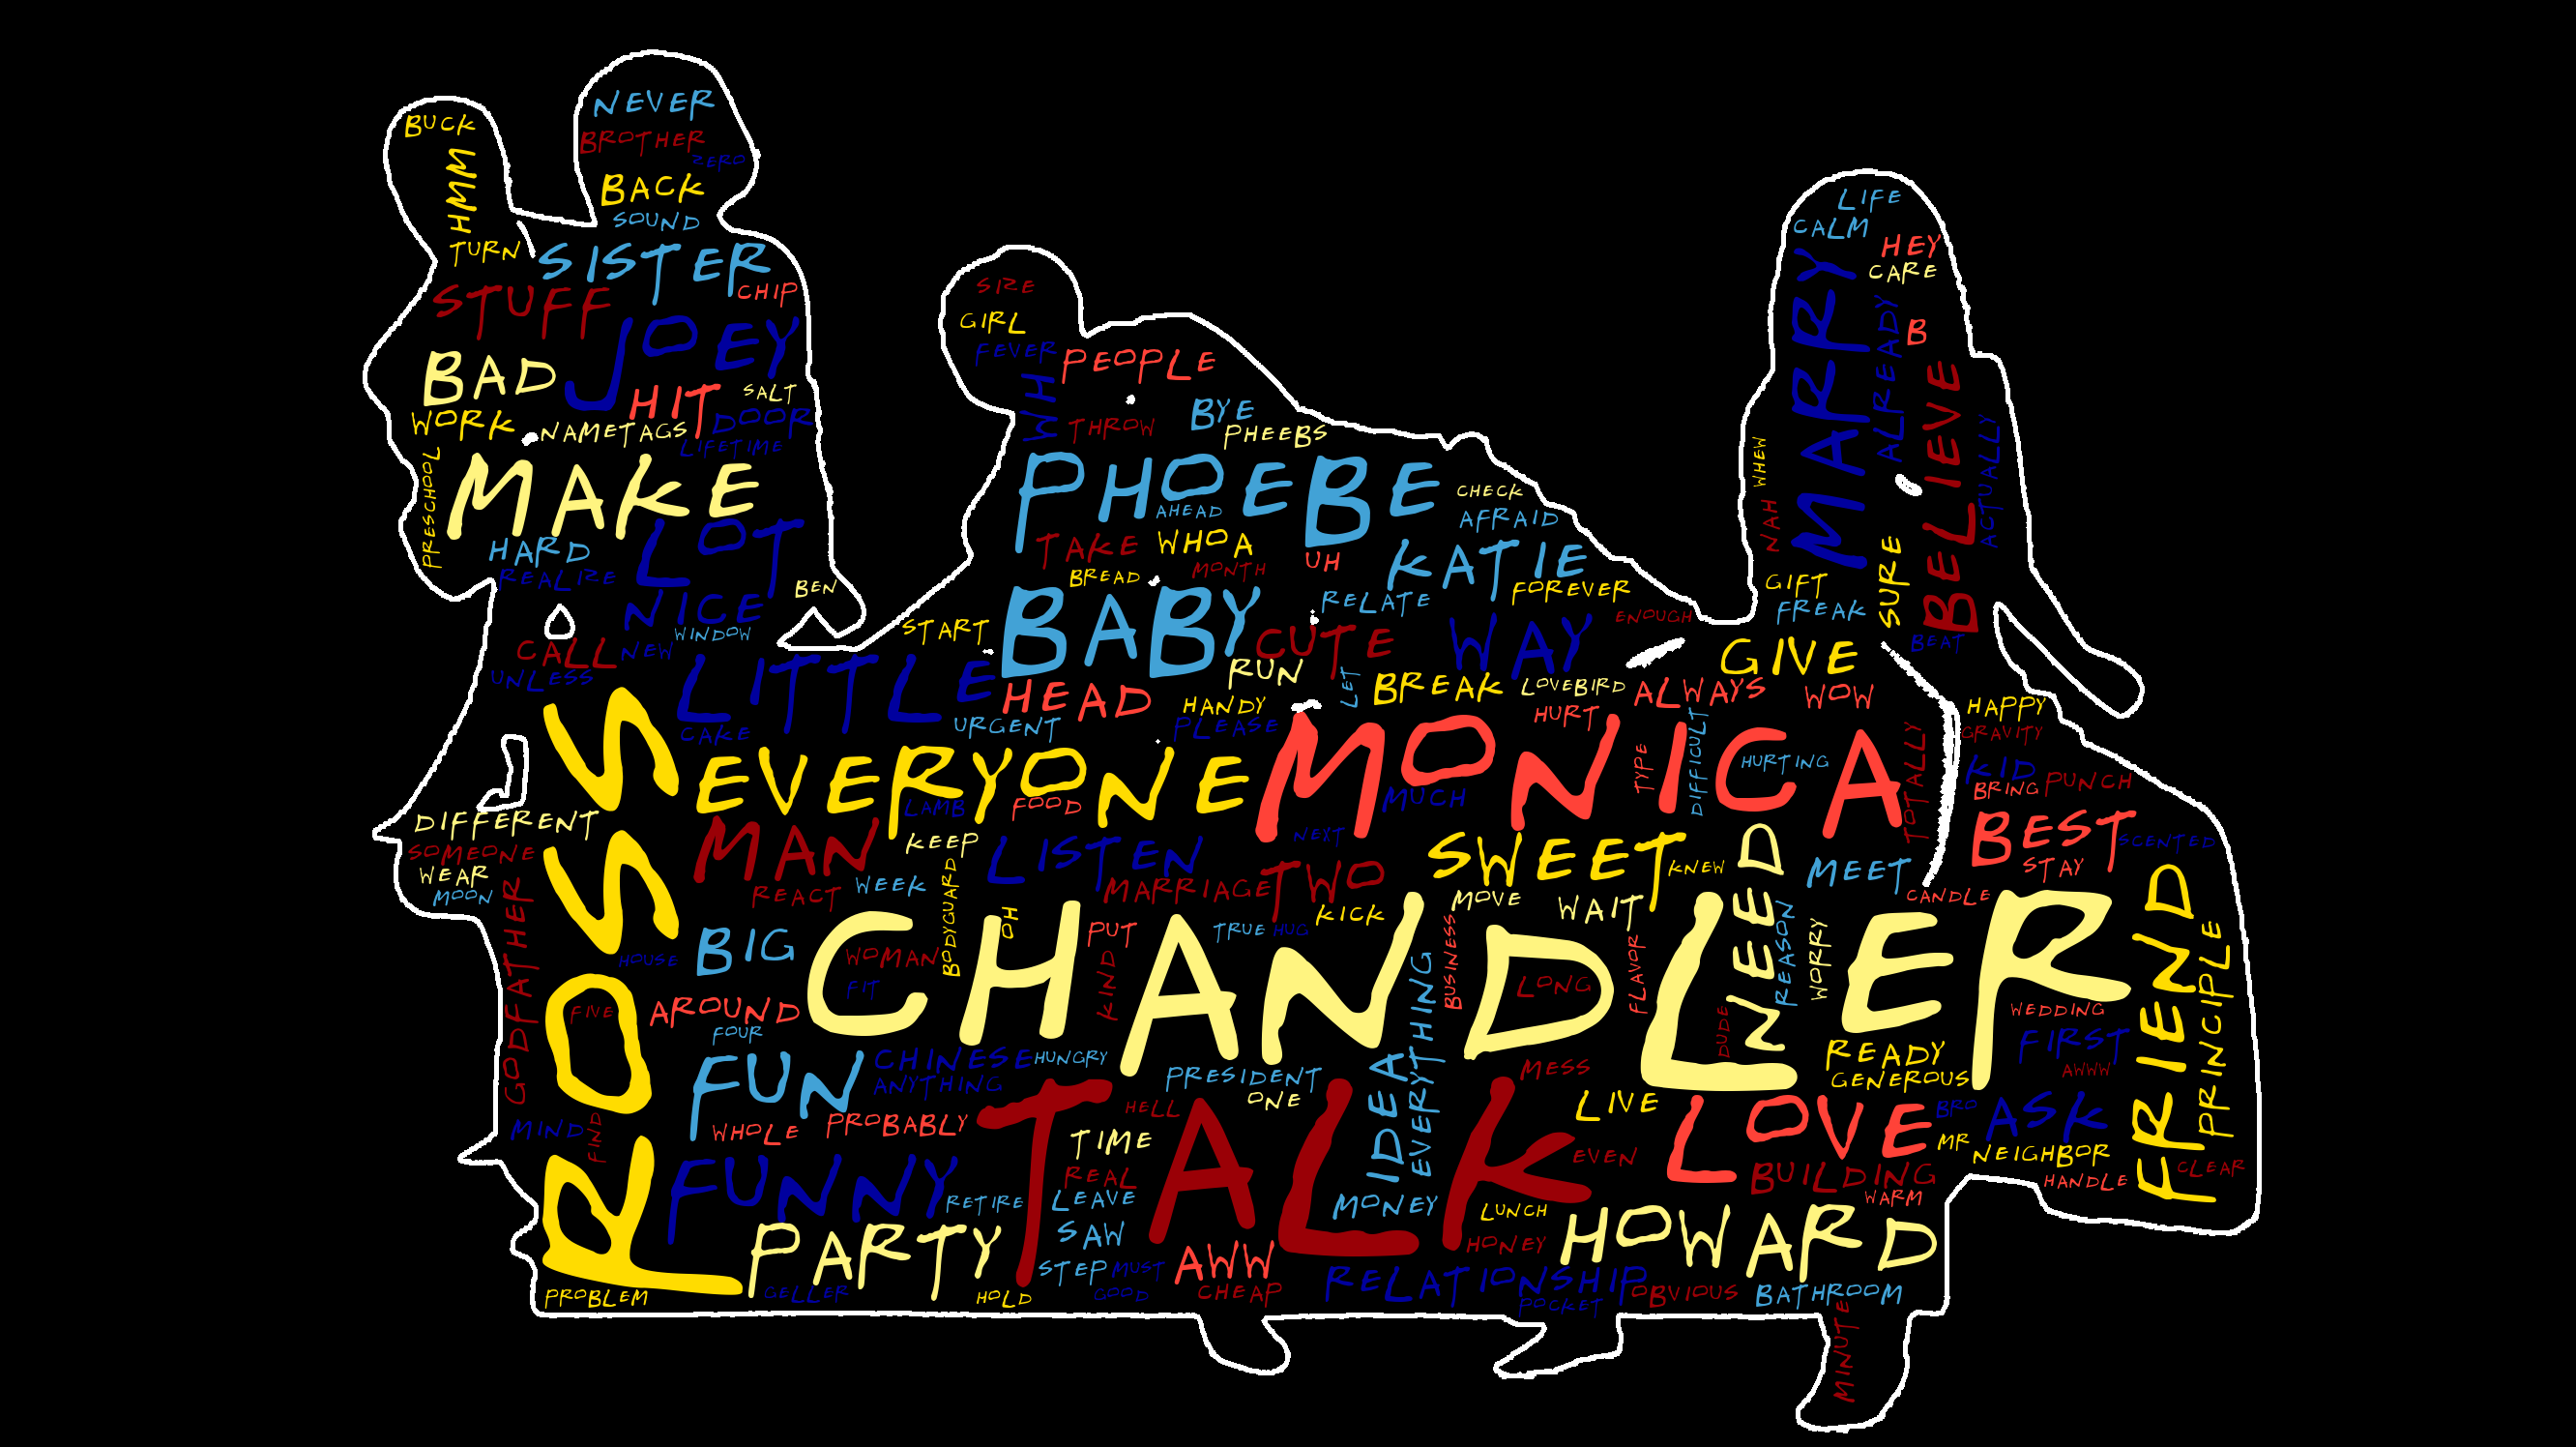 NEVER
BROTHER
ZERO
BACK
SOUND
BUCK
HMM
TURN
SISTER
CHIP
STUFF
JOEY
BAD
HIT
SALT
DOOR
WORK
NAMETAGS
LIFETIME
PRESCHOOL
MAKE
LOT
HARD
REALIZE
BEN
NICE
WINDOW
CALL
NEW
UNLESS
LITTLE
CAKE
SIZE
GIRL
FEVER
PEOPLE
WH
THROW
BYE
PHEEBS
PHOEBE
AHEAD
CHECK
AFRAID
TAKE
WHOA
MONTH
UH
KATIE
BREAD
FOREVER
BABY
RELATE
START
CUTE
WAY
ENOUGH
RUN
LET
BREAK
LOVEBIRD
ALWAYS
WOW
HEAD
HANDY
URGENT
PLEASE
HURT
LIFE
CALM
HEY
CARE
MARRY
ALREADY
B
BELIEVE
ACTUALLY
WHEW
NAH
SURE
GIFT
FREAK
BEAT
GIVE
HAPPY
GRAVITY
KID
BRING
PUNCH
BEST
SCENTED
STAY
CANDLE
ROSS
EVERYONE
LAMB
FOOD
MONICA
MUCH
TYPE
DIFFICULT
HURTING
TOTALLY
NEXT
DIFFERENT
SOMEONE
WEAR
MOON
GODFATHER
MAN
KEEP
LISTEN
SWEET
KNEW
NEED
MEET
REACT
WEEK
BODYGUARD
MARRIAGE
TWO
MOVE
WAIT
KICK
OH
PUT
TRUE
HUG
HOUSE
BIG
CHANDLER
WOMAN
FIT
KIND
BUSINESS
LONG
FLAVOR
REASON
WORRY
FRIEND
PRINCIPLE
FIVE
AROUND
FOUR
EVERYTHING
IDEA
DUDE
WEDDING
FIRST
AWWW
FUN
CHINESE
HUNGRY
ANYTHING
PRESIDENT
ONE
MESS
READY
GENEROUS
MIND
FIND
WHOLE
PROBABLY
TALK
HELL
TIME
LIVE
LOVE
BRO
ASK
MR
NEIGHBOR
CLEAR
HANDLE
FUNNY
RETIRE
REAL
LEAVE
EVEN
BUILDING
WARM
MONEY
LUNCH
HONEY
HOWARD
PARTY
SAW
STEP
MUST
AWW
GOOD
CHEAP
RELATIONSHIP
POCKET
OBVIOUS
BATHROOM
PROBLEM
GELLER
HOLD
MINUTE